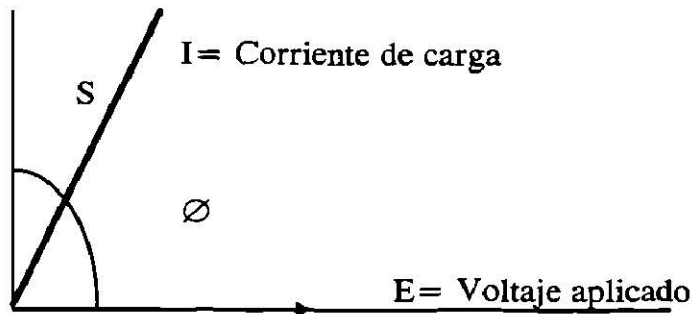 I= Corriente de carga
S
∅
E= Voltaje aplicado